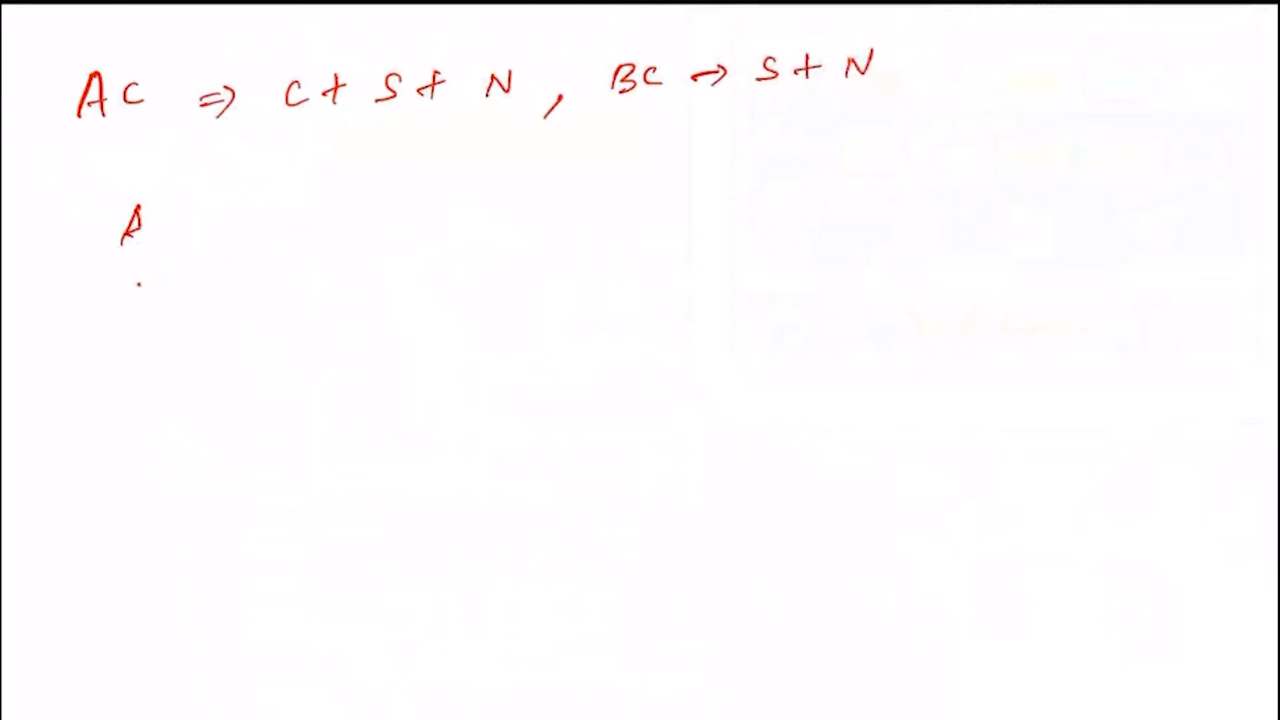 AC ⇒ C + S + N , BC → S + N
A